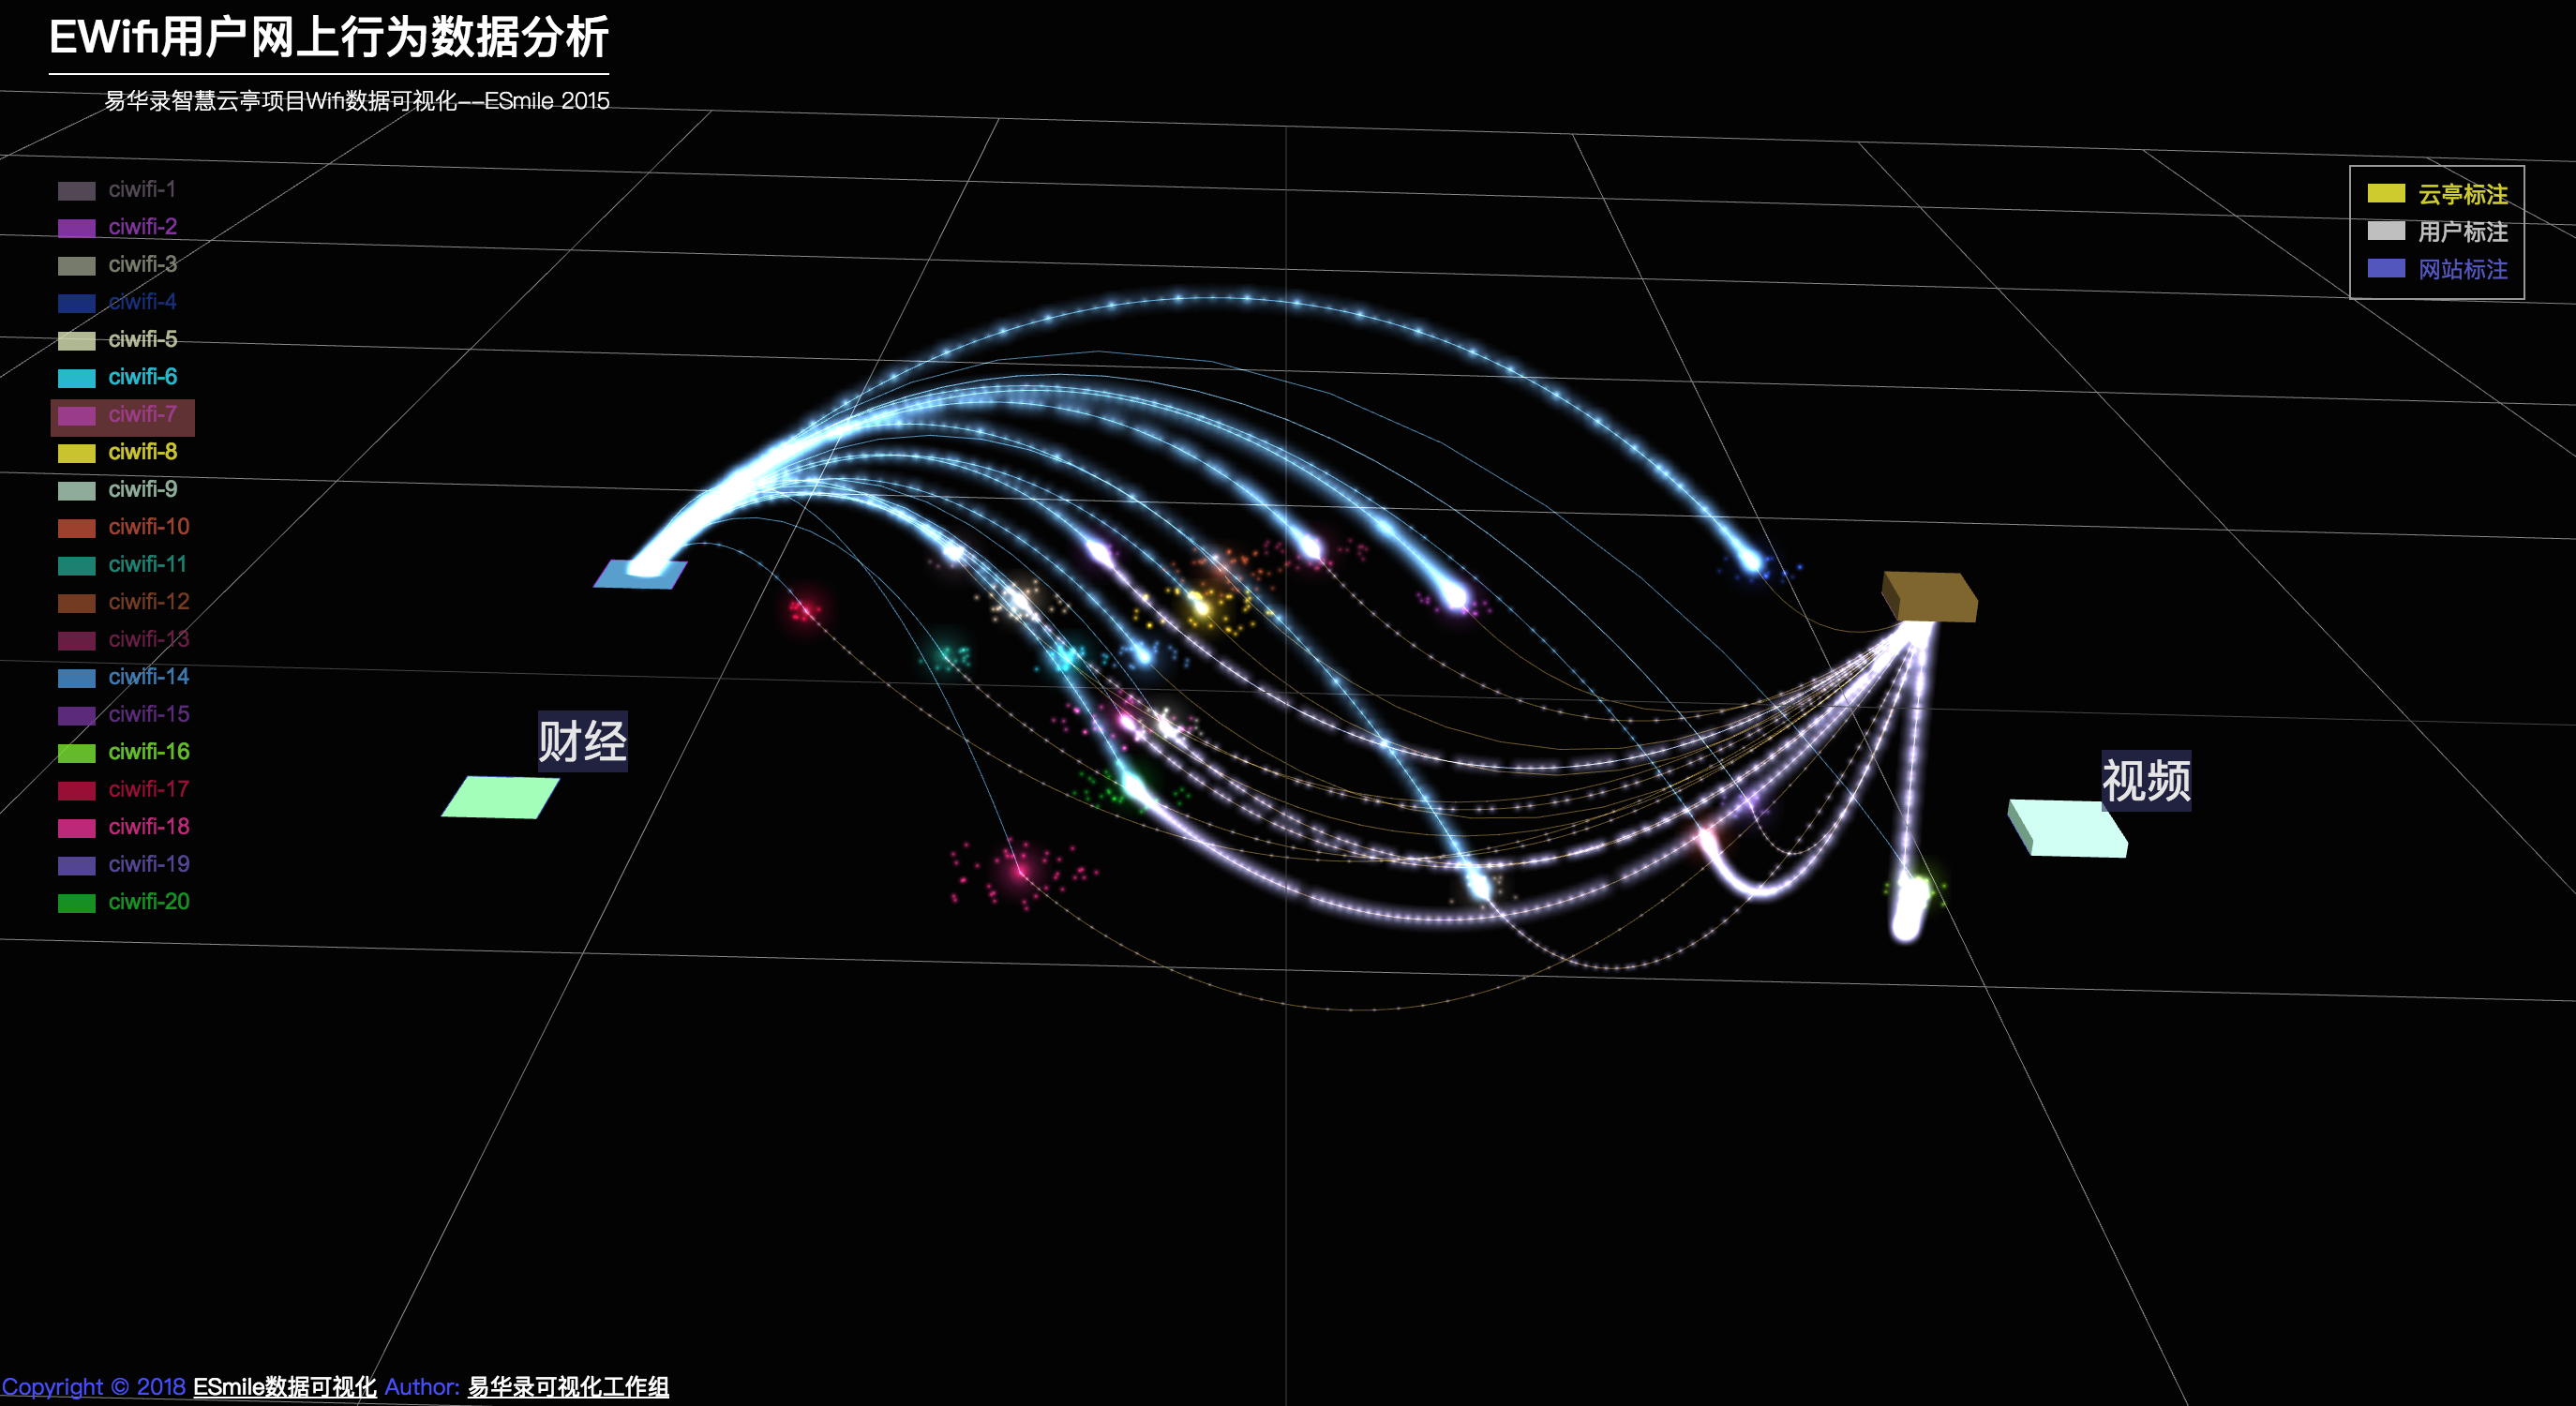 EWifi用户网上行为数据分析
易华录智慧云亭项目Wifi数据可视化——ESmile 2015
ciwifi-1
ciwifi-2
ciwifi-3
ciwifi-4
ciwifi-5
ciwifi-6
ciwifi-7
ciwifi-8
ciwifi-9
ciwifi-10
ciwifi-11
ciwifi-12
ciwifi-13
ciwifi-14
ciwifi-15
ciwifi-16
ciwifi-17
ciwifi-18
ciwifi-19
ciwifi-20
云亭标注
用户标注
网站标注
财经
视频
Copyright © 2018 ESmile数据可视化 Author: 易华录可视化工作组